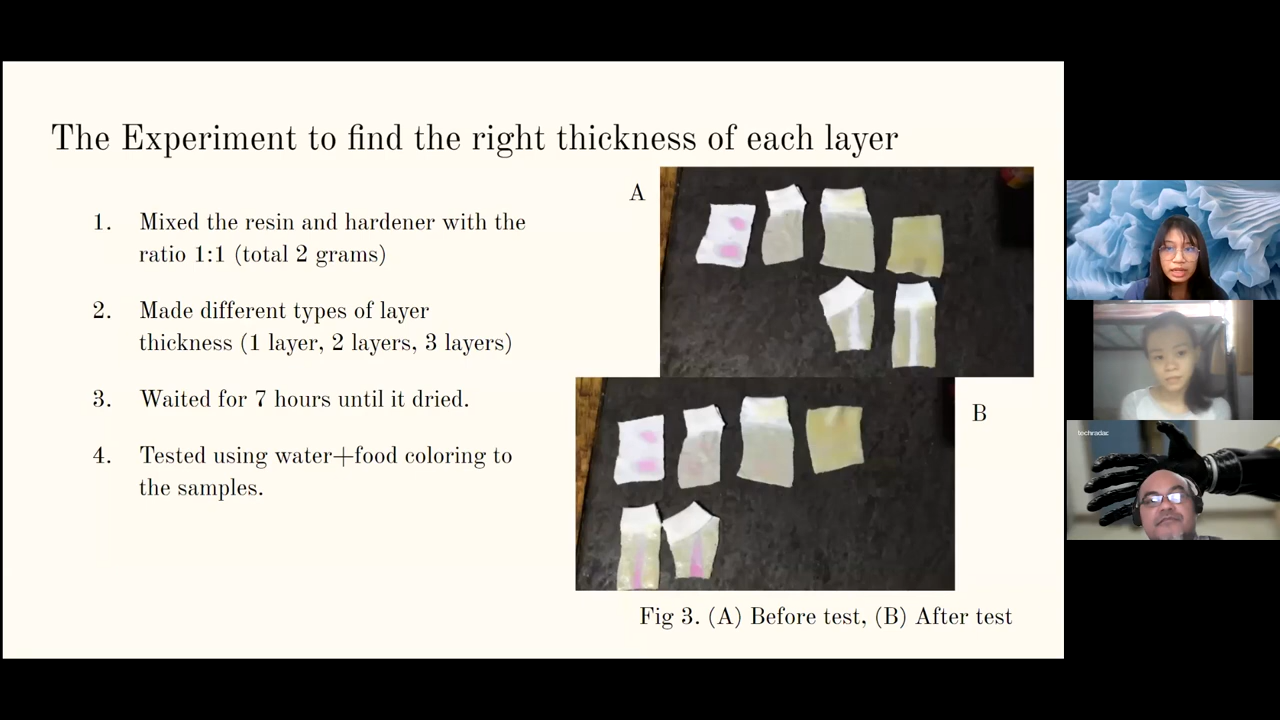 The Experiment to find the right thickness of each layer
1. Mixed the resin and hardener with the
ratio 1:1 (total 2 grams)
2. Made different types of layer
thickness (1 layer, 2 layers, 3 layers)
3. Waited for 7 hours until it dried.
4. Tested using water+food coloring to
the samples.
A
B
Fig 3. (A) Before test, (B) After test
techradar